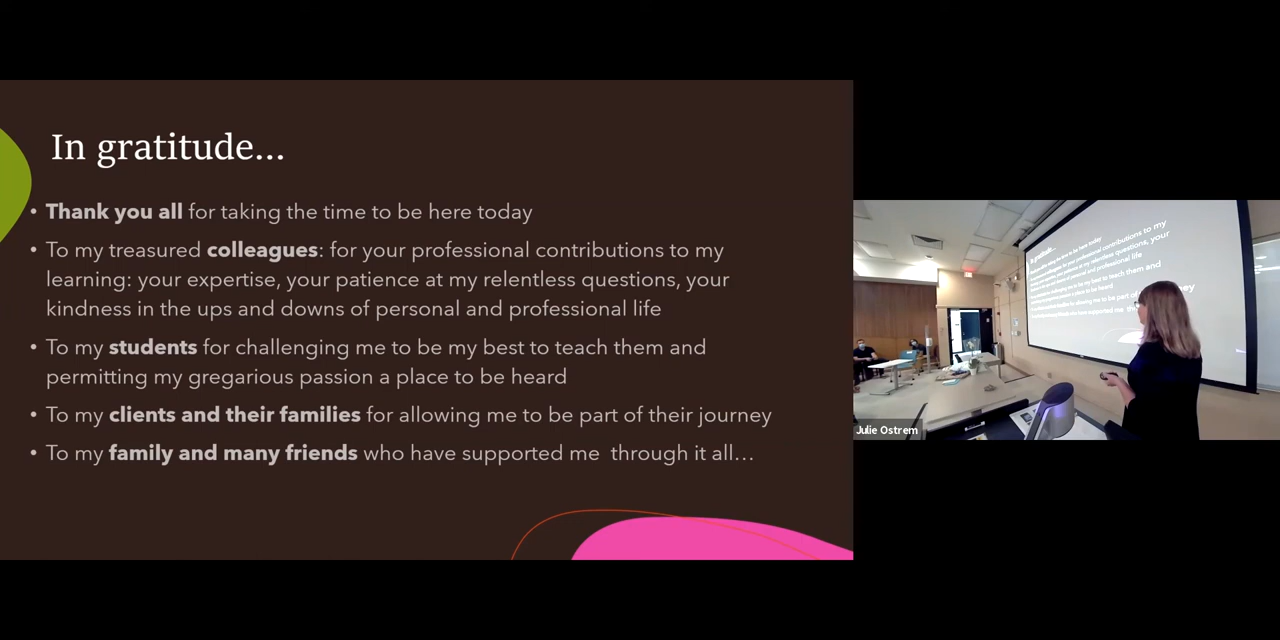 In gratitude...
• Thank you all for taking the time to be here today
• To my treasured colleagues: for your professional contributions to my
learning: your expertise, your patience at my relentless questions, your
kindness in the ups and downs of personal and professional life
• To my students for challenging me to be my best to teach them and
permitting my gregarious passion a place to be heard
• To my clients and their families for allowing me to be part of their journey
• To my family and many friends who have supported me  through it all...
Julie Ostrem